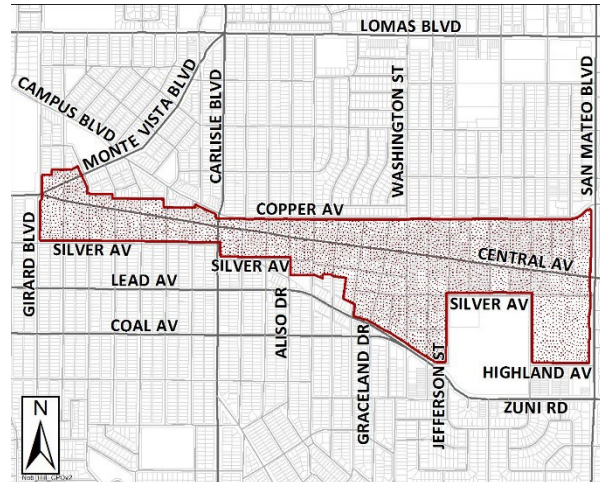 LOMAS BLVD
CAMPUS BLVD
MONTE VISTA BLVD
CARLISLE BLVD
WASHINGTON ST
SAN MATEO BLVD
COPPER AV
GIRARD BLVD
SILVER AV
CENTRAL AV
SILVER AV
LEAD AV
ALISO DR
SILVER AV
COAL AV
GRACELAND DR
JEFFERSON ST
HIGHLAND AV
ZUNI RD
N